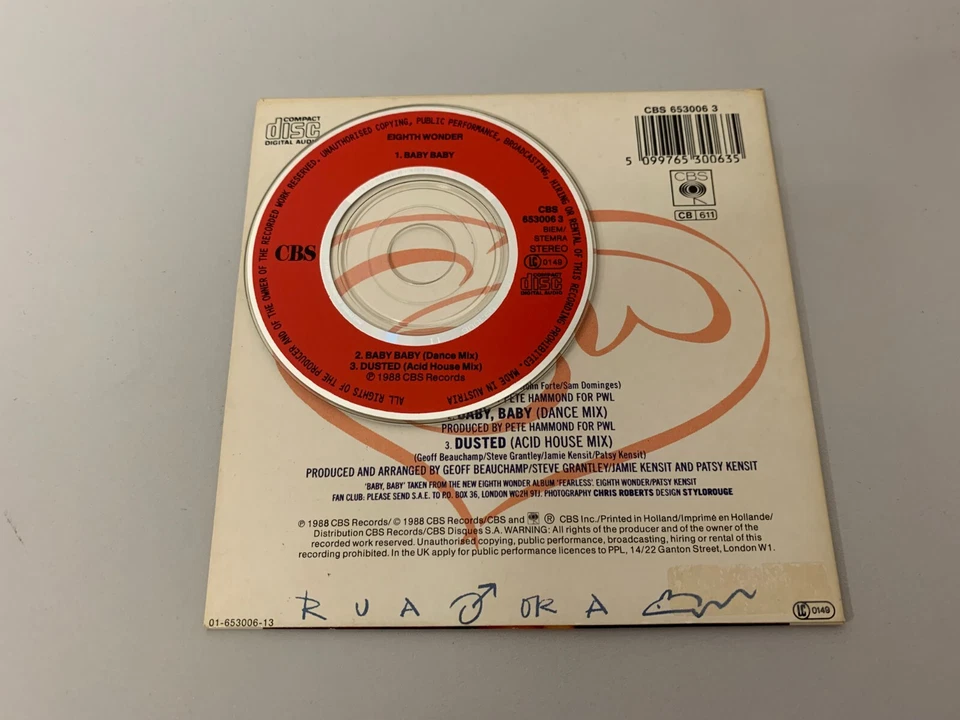 COMPACT
disc
DIGITAL AUDIO
CBS 653006 3
5 099765 300635
CBS
CB 611
UNAUTHORISED COPYING, PUBLIC PERFORMANCE, BROADCASTING, HIRING OR RENTAL OF THIS RECORDING PROHIBITED. MADE IN AUSTRIA
ALL RIGHTS OF THE PRODUCER AND OF THE OWNER OF THE RECORDED WORK RESERVED.
EIGHTH WONDER
1. BABY BABY
CBS
CBS
653006 3
BIEM/
STEMRA
STEREO
LC 0149
COMPACT
disc
DIGITAL AUDIO
2. BABY BABY (Dance Mix)
3. DUSTED (Acid House Mix)
℗ 1988 CBS Records
Forte/Sam Dominges)
PETE HAMMOND FOR PWL
BABY, BABY (DANCE MIX)
PRODUCED BY PETE HAMMOND FOR PWL
3. DUSTED (ACID HOUSE MIX)
(Geoff Beauchamp/Steve Grantley/Jamie Kensit/Patsy Kensit)
PRODUCED AND ARRANGED BY GEOFF BEAUCHAMP/STEVE GRANTLEY/JAMIE KENSIT AND PATSY KENSIT
'BABY, BABY' TAKEN FROM THE NEW EIGHTH WONDER ALBUM 'FEARLESS'. EIGHTH WONDER/PATSY KENSIT
FAN CLUB: PLEASE SEND S.A.E. TO P.O. BOX 36, LONDON WC2H 9TJ. PHOTOGRAPHY CHRIS ROBERTS DESIGN STYLOROUGE
℗ 1988 CBS Records/© 1988 CBS Records/CBS and ® CBS Inc./Printed in Holland/Imprimé en Hollande/
Distribution CBS Records/CBS Disques S.A. WARNING: All rights of the producer and of the owner of the
recorded work reserved. Unauthorised copying, public performance, broadcasting, hiring or rental of
this recording prohibited. In the UK apply for public performance licences to PPL, 14/22 Ganton Street, London W1.
R U A ♂ OR A
01-653006-13
LC 0149